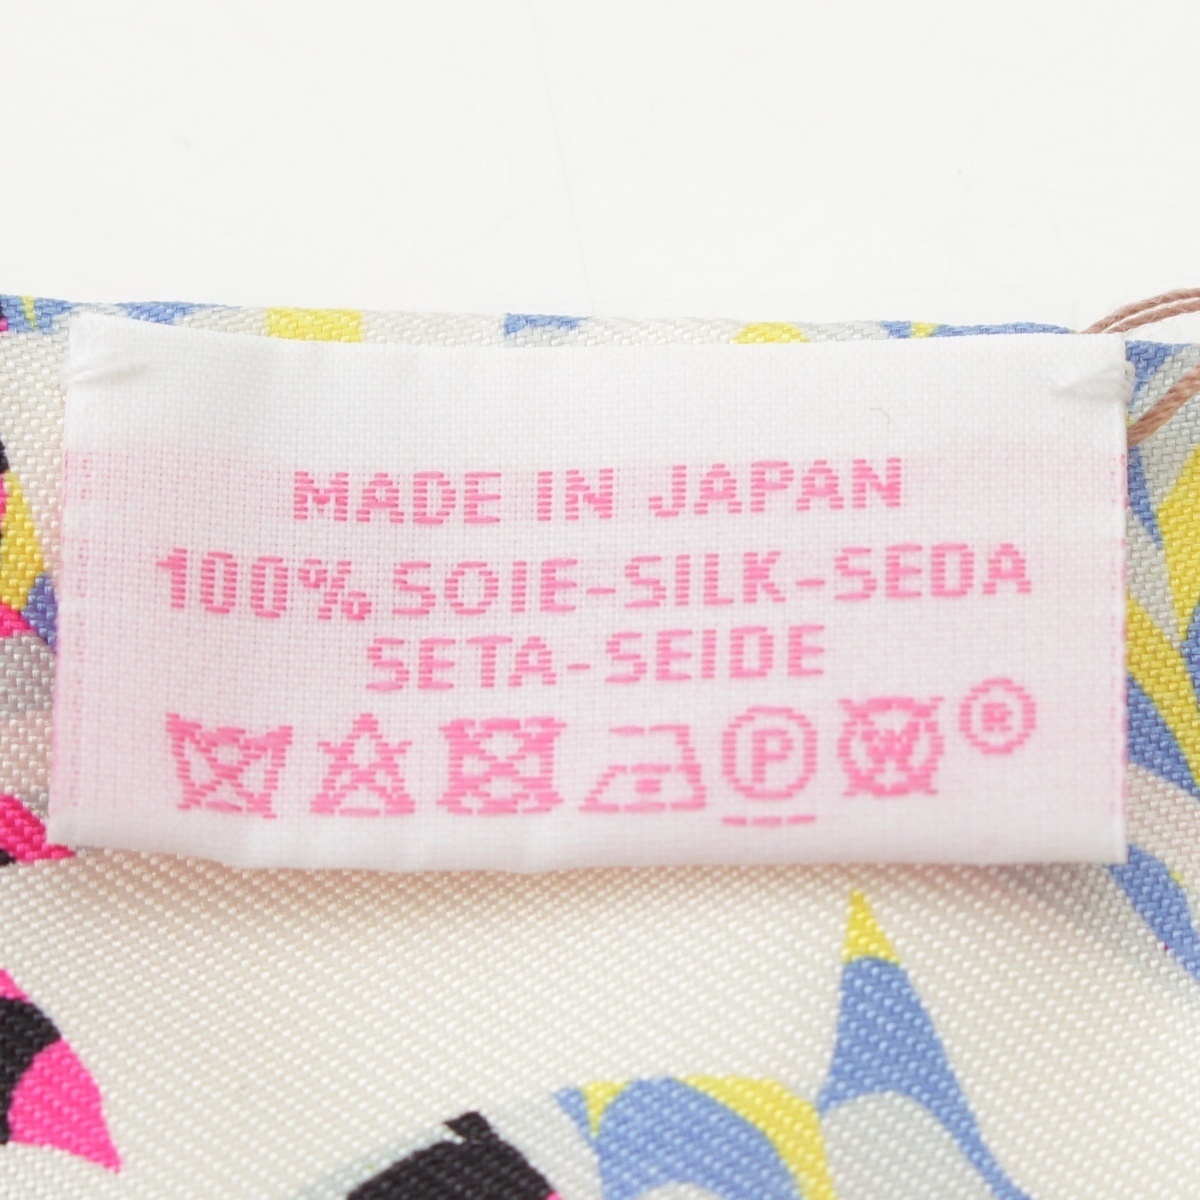 MADE IN JAPAN
100% SOIE-SILK-SEDA
SETA-SEIDE
P W ®